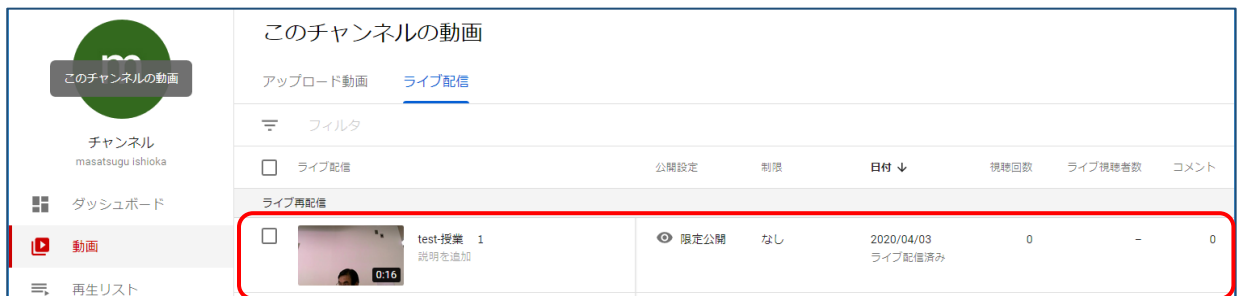 このチャンネルの動画
m
このチャンネルの動画
チャンネル
masatsugu ishioka
ダッシュボード
動画
再生リスト
アップロード動画 ライブ配信
フィルタ
ライブ配信 公開設定 制限 日付 ↓ 視聴回数 ライブ視聴者数 コメント
ライブ再配信
test-授業 1 限定公開 なし 2020/04/03 0 – 0
説明を追加 ライブ配信済み
0:16